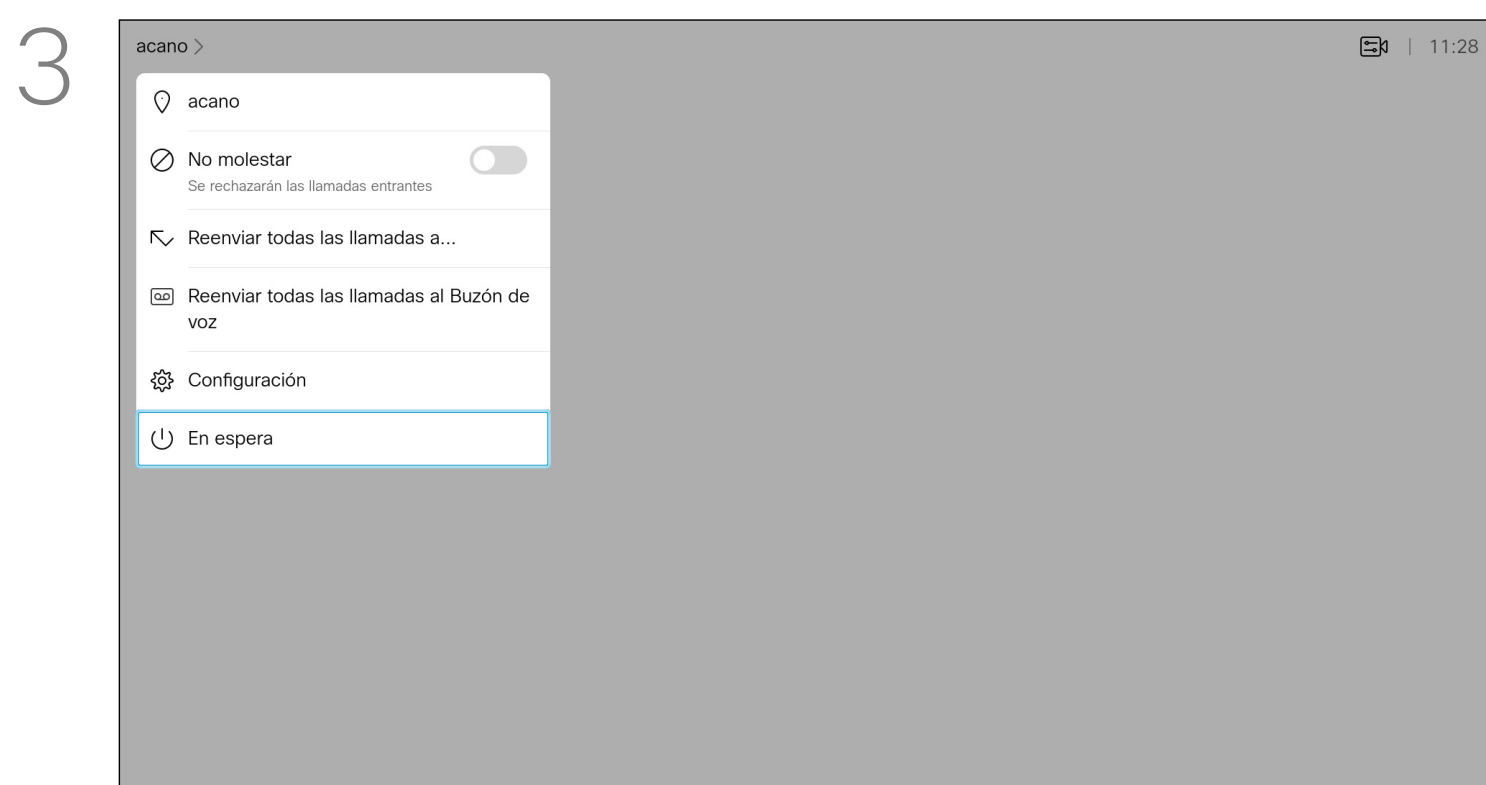 3
acano
11:28
acano
No molestar
Se rechazarán las llamadas entrantes
Reenviar todas las llamadas a...
Reenviar todas las llamadas al Buzón de
voz
Configuración
En espera